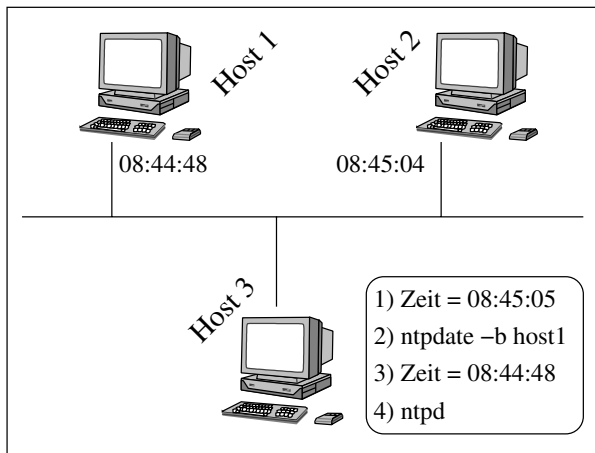 Host 1
Host 2
08:44:48
08:45:04
Host 3
1) Zeit = 08:45:05
2) ntpdate −b host1
3) Zeit = 08:44:48
4) ntpd